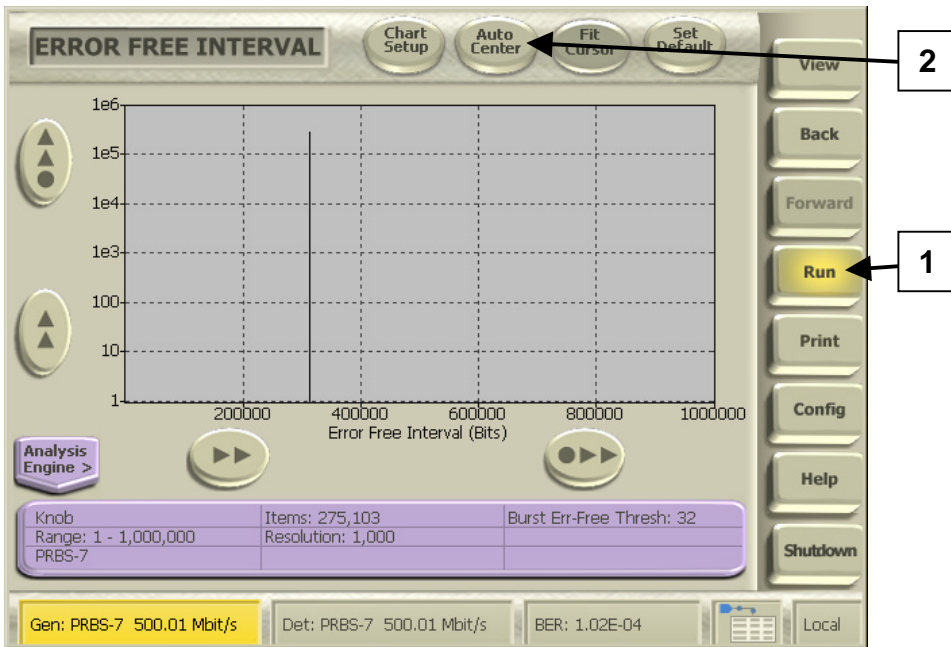 ERROR FREE INTERVAL
Chart Setup
Auto Center
Fit Cursor
Set Default
2
View
Back
Forward
Run
1
Print
Config
Help
Shutdown
1e6
1e5
1e4
1e3
100
10
1
200000 400000 600000 800000 1000000
Error Free Interval (Bits)
Analysis Engine >
Knob Items: 275,103 Burst Err-Free Thresh: 32
Range: 1 - 1,000,000 Resolution: 1,000
PRBS-7
Gen: PRBS-7 500.01 Mbit/s Det: PRBS-7 500.01 Mbit/s BER: 1.02E-04 Local